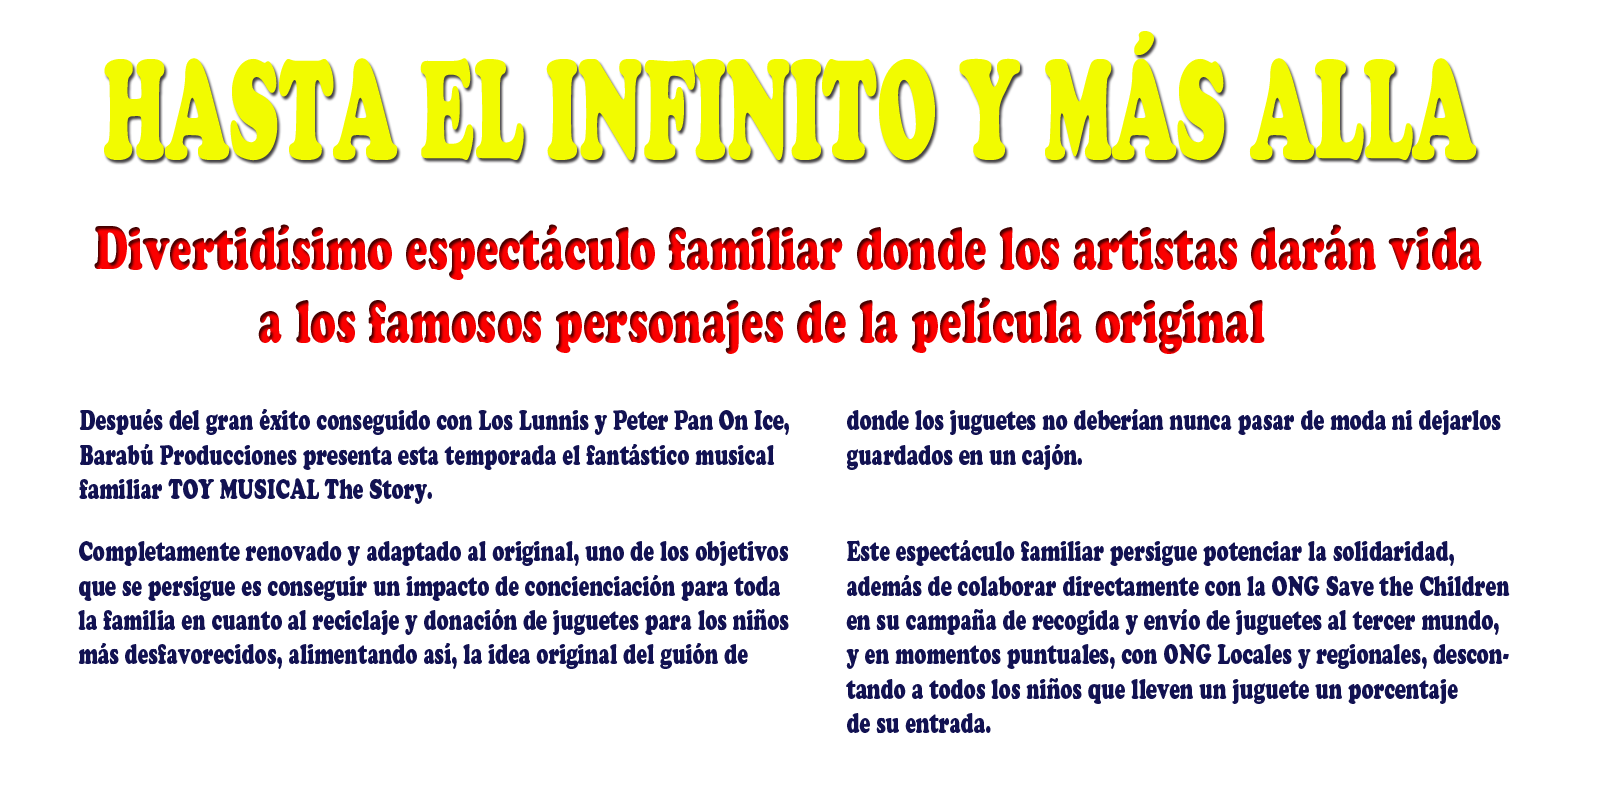 HASTA EL INFINITO Y MÁS ALLA
Divertidísimo espectáculo familiar donde los artistas darán vida
a los famosos personajes de la película original
Después del gran éxito conseguido con Los Lunnis y Peter Pan On Ice,
Barabú Producciones presenta esta temporada el fantástico musical
familiar TOY MUSICAL The Story.
Completamente renovado y adaptado al original, uno de los objetivos
que se persigue es conseguir un impacto de concienciación para toda
la familia en cuanto al reciclaje y donación de juguetes para los niños
más desfavorecidos, alimentando asi, la idea original del guión de
donde los juguetes no deberían nunca pasar de moda ni dejarlos
guardados en un cajón.
Este espectáculo familiar persigue potenciar la solidaridad,
además de colaborar directamente con la ONG Save the Children
en su campaña de recogida y envío de juguetes al tercer mundo,
y en momentos puntuales, con ONG Locales y regionales, descon-
tando a todos los niños que lleven un juguete un porcentaje
de su entrada.